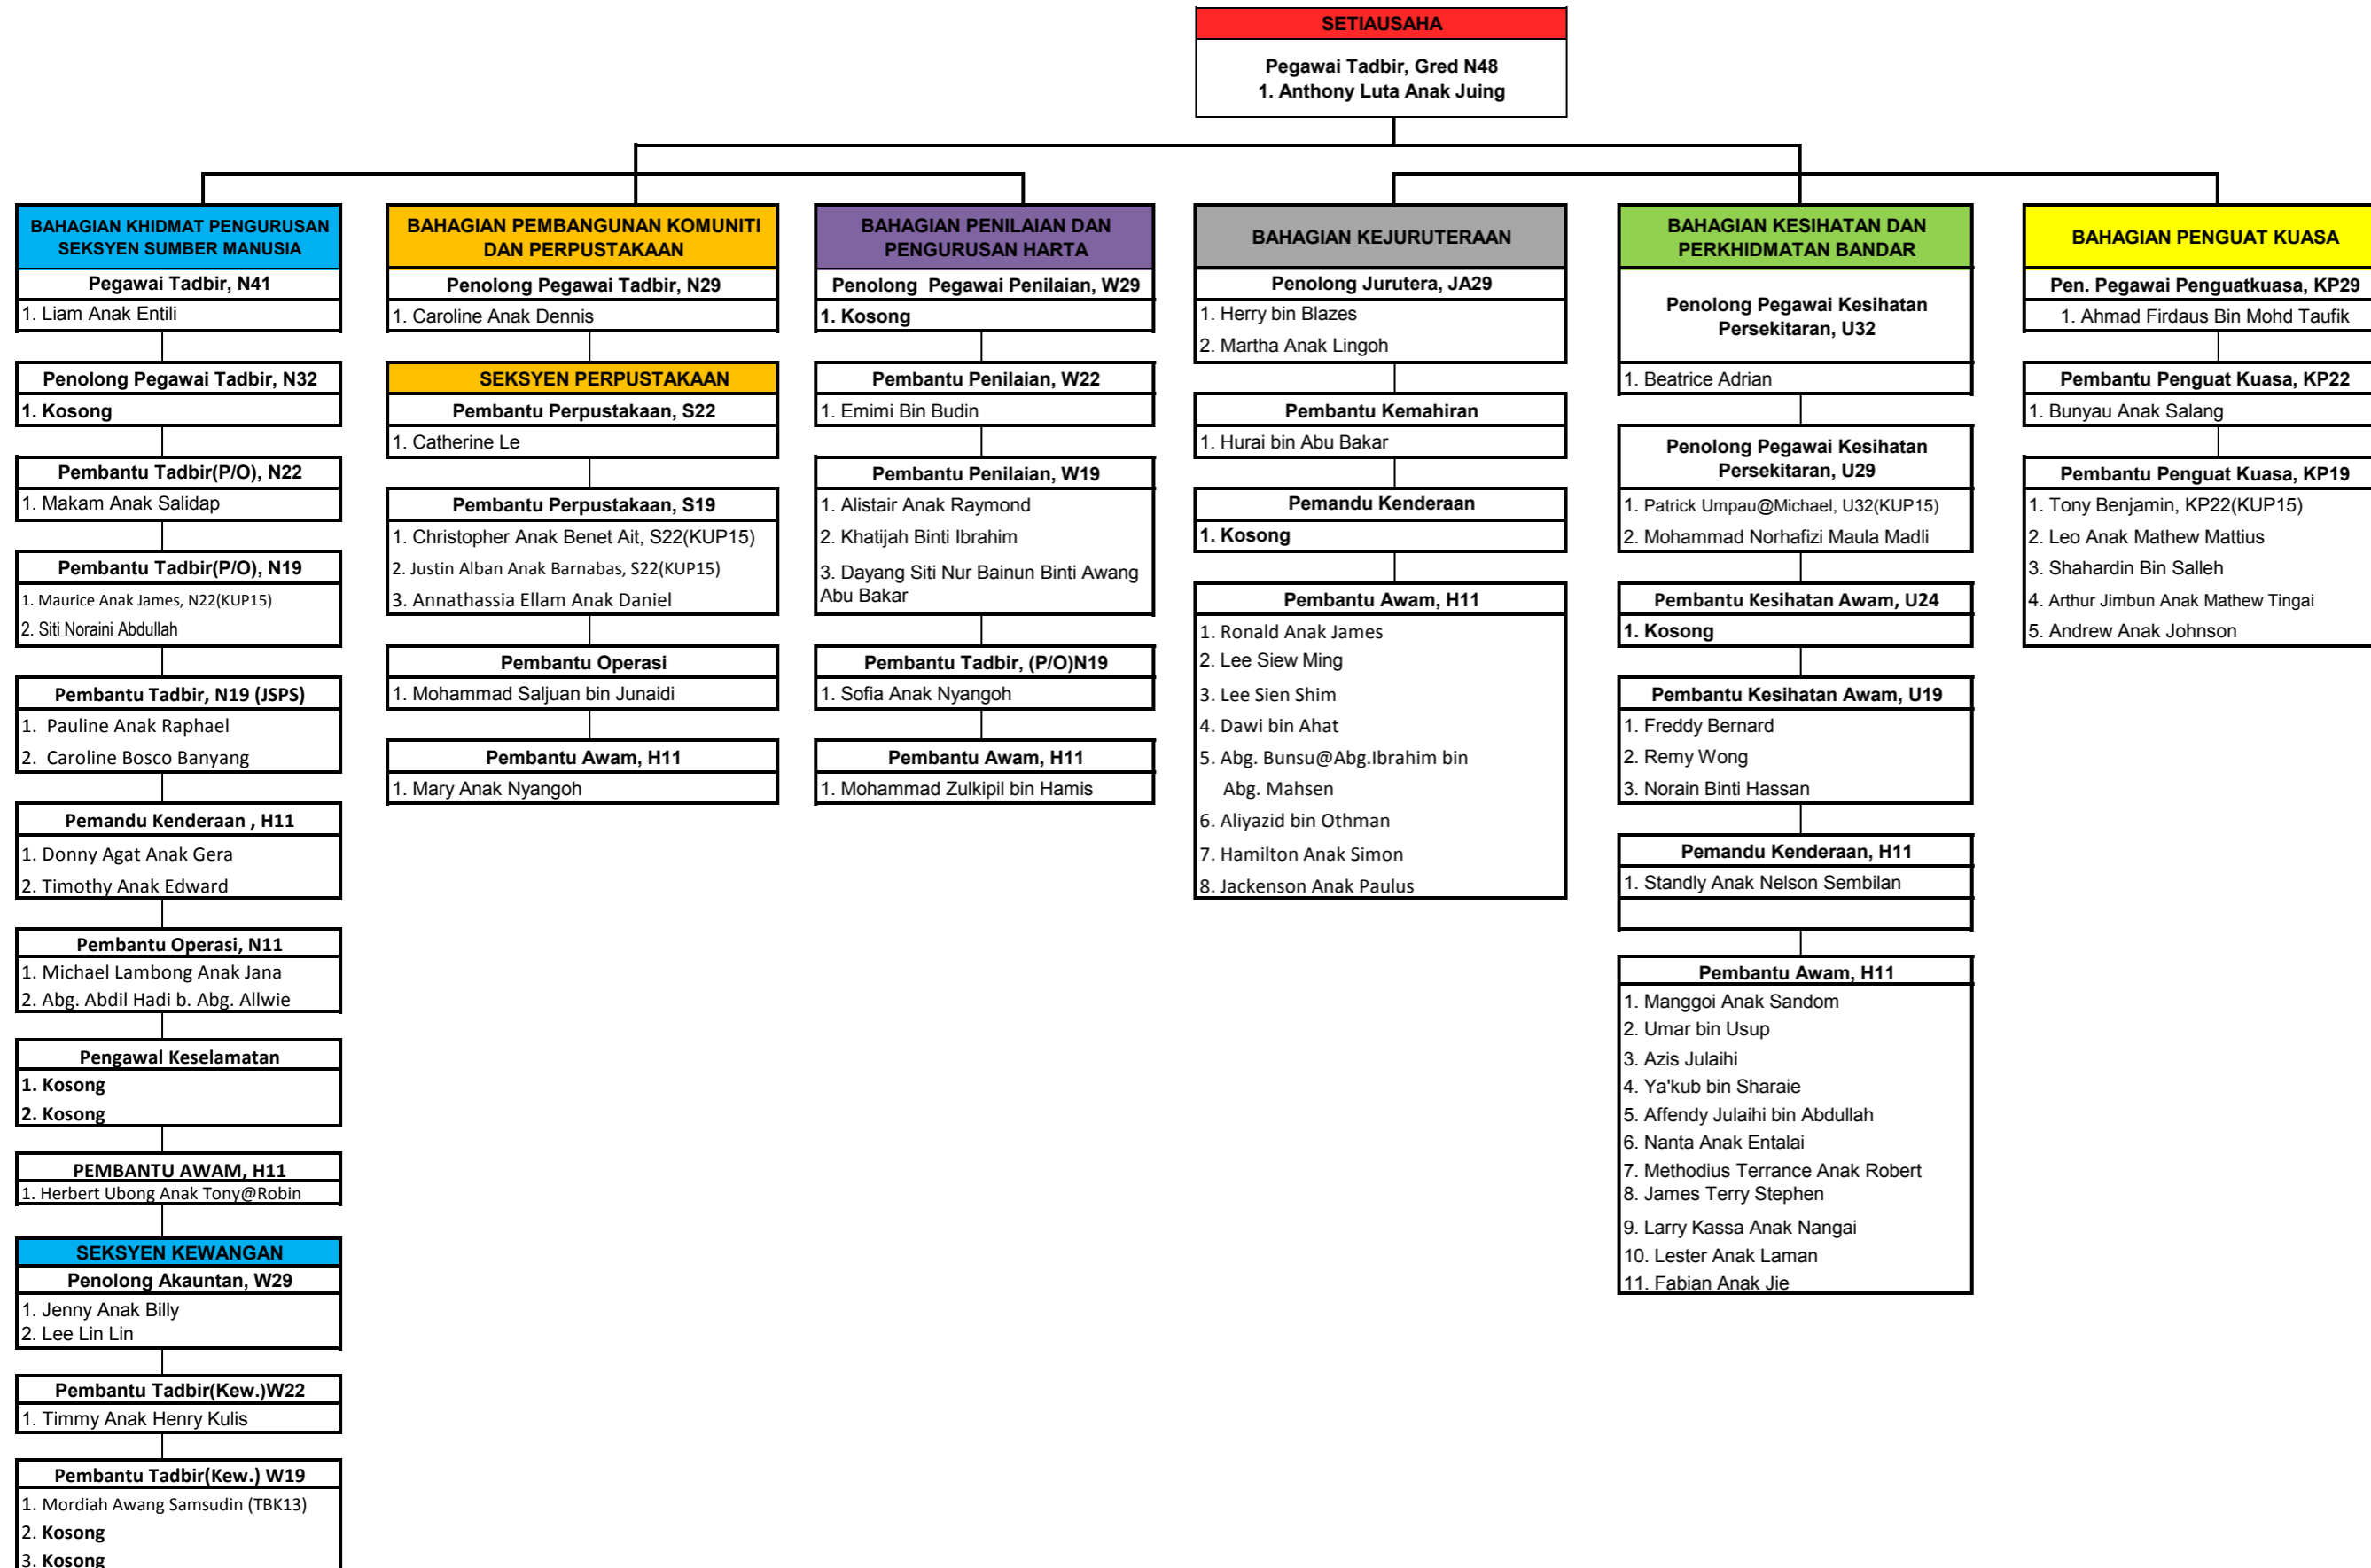 SETIAUSAHA
Pegawai Tadbir, Gred N48
1. Anthony Luta Anak Juing
BAHAGIAN KHIDMAT PENGURUSAN
SEKSYEN SUMBER MANUSIA
Pegawai Tadbir, N41
1. Liam Anak Entili
Penolong Pegawai Tadbir, N32
1. Kosong
Pembantu Tadbir(P/O), N22
1. Makam Anak Salidap
Pembantu Tadbir(P/O), N19
1. Maurice Anak James, N22(KUP15)
2. Siti Noraini Abdullah
Pembantu Tadbir, N19 (JSPS)
1. Pauline Anak Raphael
2. Caroline Bosco Banyang
Pemandu Kenderaan , H11
1. Donny Agat Anak Gera
2. Timothy Anak Edward
Pembantu Operasi, N11
1. Michael Lambong Anak Jana
2. Abg. Abdil Hadi b. Abg. Allwie
Pengawal Keselamatan
1. Kosong
2. Kosong
PEMBANTU AWAM, H11
1. Herbert Ubong Anak Tony@Robin
SEKSYEN KEWANGAN
Penolong Akauntan, W29
1. Jenny Anak Billy
2. Lee Lin Lin
Pembantu Tadbir(Kew.)W22
1. Timmy Anak Henry Kulis
Pembantu Tadbir(Kew.) W19
1. Mordiah Awang Samsudin (TBK13)
2. Kosong
3. Kosong
BAHAGIAN PEMBANGUNAN KOMUNITI
DAN PERPUSTAKAAN
Penolong Pegawai Tadbir, N29
1. Caroline Anak Dennis
SEKSYEN PERPUSTAKAAN
Pembantu Perpustakaan, S22
1. Catherine Le
Pembantu Perpustakaan, S19
1. Christopher Anak Benet Ait, S22(KUP15)
2. Justin Alban Anak Barnabas, S22(KUP15)
3. Annathassia Ellam Anak Daniel
Pembantu Operasi
1. Mohammad Saljuan bin Junaidi
Pembantu Awam, H11
1. Mary Anak Nyangoh
BAHAGIAN PENILAIAN DAN
PENGURUSAN HARTA
Penolong Pegawai Penilaian, W29
1. Kosong
Pembantu Penilaian, W22
1. Emimi Bin Budin
Pembantu Penilaian, W19
1. Alistair Anak Raymond
2. Khatijah Binti Ibrahim
3. Dayang Siti Nur Bainun Binti Awang
Abu Bakar
Pembantu Tadbir, (P/O)N19
1. Sofia Anak Nyangoh
Pembantu Awam, H11
1. Mohammad Zulkipil bin Hamis
BAHAGIAN KEJURUTERAAN
Penolong Jurutera, JA29
1. Herry bin Blazes
2. Martha Anak Lingoh
Pembantu Kemahiran
1. Hurai bin Abu Bakar
Pemandu Kenderaan
1. Kosong
Pembantu Awam, H11
1. Ronald Anak James
2. Lee Siew Ming
3. Lee Sien Shim
4. Dawi bin Ahat
5. Abg. Bunsu@Abg.Ibrahim bin
Abg. Mahsen
6. Aliyazid bin Othman
7. Hamilton Anak Simon
8. Jackenson Anak Paulus
BAHAGIAN KESIHATAN DAN
PERKHIDMATAN BANDAR
Penolong Pegawai Kesihatan
Persekitaran, U32
1. Beatrice Adrian
Penolong Pegawai Kesihatan
Persekitaran, U29
1. Patrick Umpau@Michael, U32(KUP15)
2. Mohammad Norhafizi Maula Madli
Pembantu Kesihatan Awam, U24
1. Kosong
Pembantu Kesihatan Awam, U19
1. Freddy Bernard
2. Remy Wong
3. Norain Binti Hassan
Pemandu Kenderaan, H11
1. Standly Anak Nelson Sembilan
Pembantu Awam, H11
1. Manggoi Anak Sandom
2. Umar bin Usup
3. Azis Julaihi
4. Ya'kub bin Sharaie
5. Affendy Julaihi bin Abdullah
6. Nanta Anak Entalai
7. Methodius Terrance Anak Robert
8. James Terry Stephen
9. Larry Kassa Anak Nangai
10. Lester Anak Laman
11. Fabian Anak Jie
BAHAGIAN PENGUAT KUASA
Pen. Pegawai Penguatkuasa, KP29
1. Ahmad Firdaus Bin Mohd Taufik
Pembantu Penguat Kuasa, KP22
1. Bunyau Anak Salang
Pembantu Penguat Kuasa, KP19
1. Tony Benjamin, KP22(KUP15)
2. Leo Anak Mathew Mattius
3. Shahardin Bin Salleh
4. Arthur Jimbun Anak Mathew Tingai
5. Andrew Anak Johnson